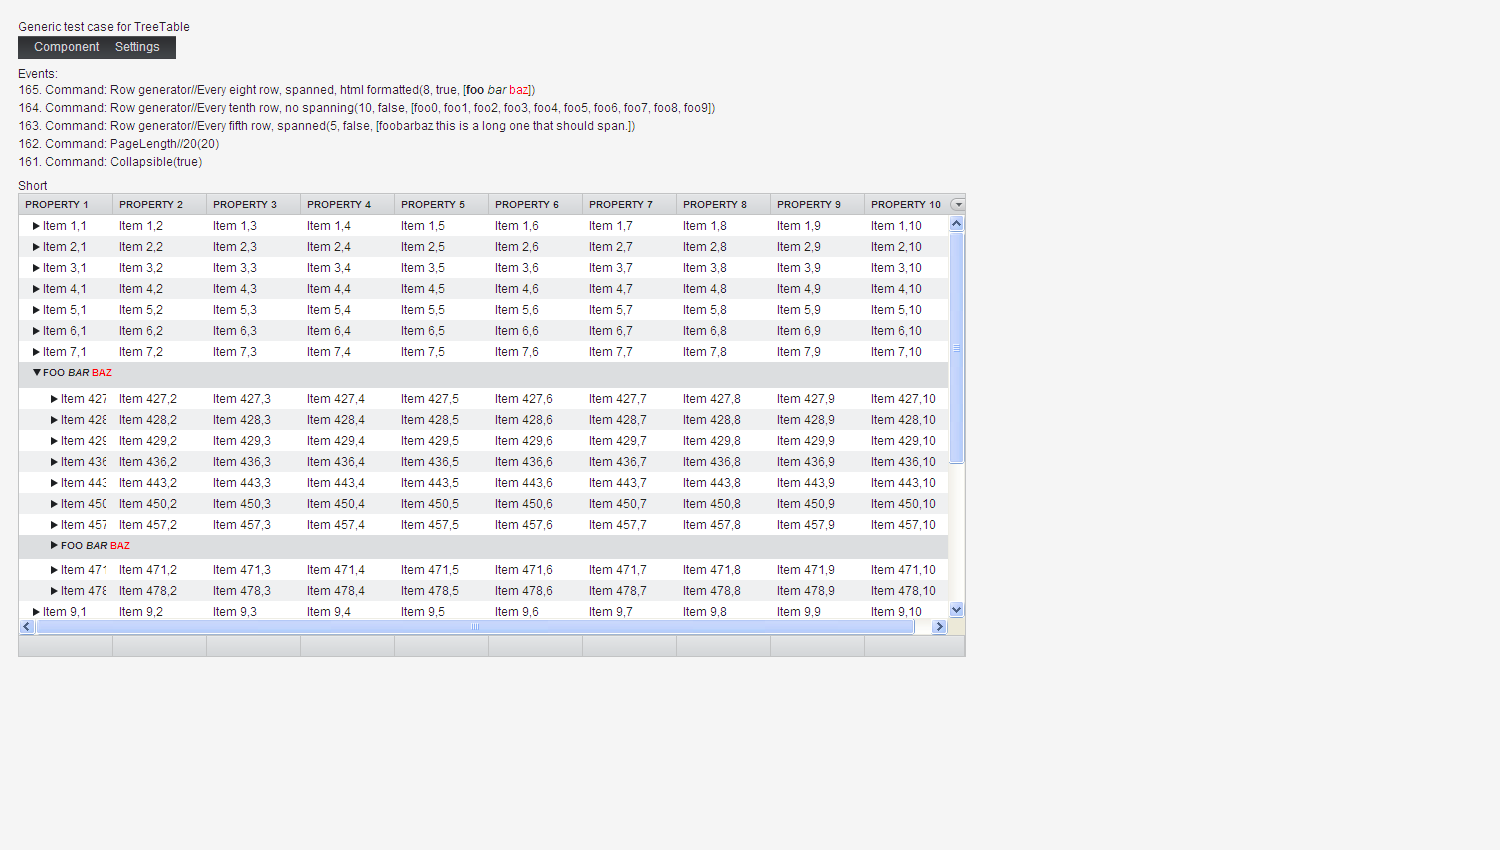 Generic test case for TreeTable
Component Settings
Events:
165. Command: Row generator//Every eight row, spanned, html formatted(8, true, [foo bar baz])
164. Command: Row generator//Every tenth row, no spanning(10, false, [foo0, foo1, foo2, foo3, foo4, foo5, foo6, foo7, foo8, foo9])
163. Command: Row generator//Every fifth row, spanned(5, false, [foobarbaz this is a long one that should span.])
162. Command: PageLength//20(20)
161. Command: Collapsible(true)
Short
PROPERTY 1 PROPERTY 2 PROPERTY 3 PROPERTY 4 PROPERTY 5 PROPERTY 6 PROPERTY 7 PROPERTY 8 PROPERTY 9 PROPERTY 10
Item 1,1 Item 1,2 Item 1,3 Item 1,4 Item 1,5 Item 1,6 Item 1,7 Item 1,8 Item 1,9 Item 1,10
Item 2,1 Item 2,2 Item 2,3 Item 2,4 Item 2,5 Item 2,6 Item 2,7 Item 2,8 Item 2,9 Item 2,10
Item 3,1 Item 3,2 Item 3,3 Item 3,4 Item 3,5 Item 3,6 Item 3,7 Item 3,8 Item 3,9 Item 3,10
Item 4,1 Item 4,2 Item 4,3 Item 4,4 Item 4,5 Item 4,6 Item 4,7 Item 4,8 Item 4,9 Item 4,10
Item 5,1 Item 5,2 Item 5,3 Item 5,4 Item 5,5 Item 5,6 Item 5,7 Item 5,8 Item 5,9 Item 5,10
Item 6,1 Item 6,2 Item 6,3 Item 6,4 Item 6,5 Item 6,6 Item 6,7 Item 6,8 Item 6,9 Item 6,10
Item 7,1 Item 7,2 Item 7,3 Item 7,4 Item 7,5 Item 7,6 Item 7,7 Item 7,8 Item 7,9 Item 7,10
FOO BAR BAZ
Item 427 Item 427,2 Item 427,3 Item 427,4 Item 427,5 Item 427,6 Item 427,7 Item 427,8 Item 427,9 Item 427,10
Item 428 Item 428,2 Item 428,3 Item 428,4 Item 428,5 Item 428,6 Item 428,7 Item 428,8 Item 428,9 Item 428,10
Item 429 Item 429,2 Item 429,3 Item 429,4 Item 429,5 Item 429,6 Item 429,7 Item 429,8 Item 429,9 Item 429,10
Item 436 Item 436,2 Item 436,3 Item 436,4 Item 436,5 Item 436,6 Item 436,7 Item 436,8 Item 436,9 Item 436,10
Item 443 Item 443,2 Item 443,3 Item 443,4 Item 443,5 Item 443,6 Item 443,7 Item 443,8 Item 443,9 Item 443,10
Item 450 Item 450,2 Item 450,3 Item 450,4 Item 450,5 Item 450,6 Item 450,7 Item 450,8 Item 450,9 Item 450,10
Item 457 Item 457,2 Item 457,3 Item 457,4 Item 457,5 Item 457,6 Item 457,7 Item 457,8 Item 457,9 Item 457,10
FOO BAR BAZ
Item 471 Item 471,2 Item 471,3 Item 471,4 Item 471,5 Item 471,6 Item 471,7 Item 471,8 Item 471,9 Item 471,10
Item 478 Item 478,2 Item 478,3 Item 478,4 Item 478,5 Item 478,6 Item 478,7 Item 478,8 Item 478,9 Item 478,10
Item 9,1 Item 9,2 Item 9,3 Item 9,4 Item 9,5 Item 9,6 Item 9,7 Item 9,8 Item 9,9 Item 9,10